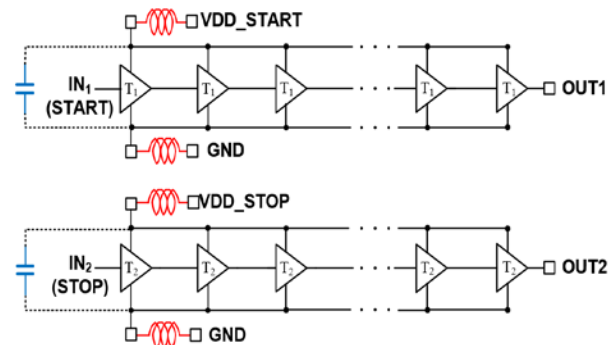 VDD_START
IN₁
(START)
T₁ T₁ T₁ . . . T₁ T₁
OUT1
GND
VDD_STOP
IN₂
(STOP)
T₂ T₂ T₂ . . . T₂ T₂
OUT2
GND